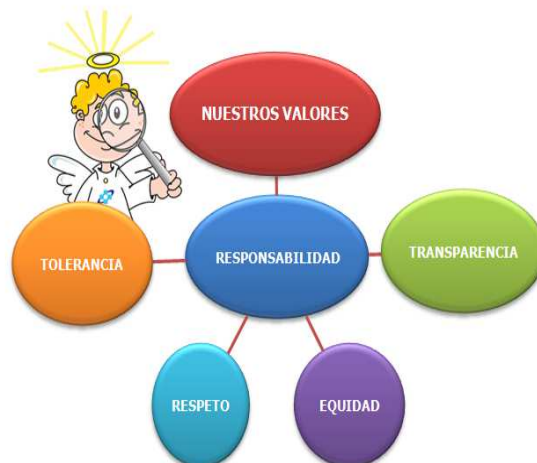 NUESTROS VALORES
TOLERANCIA
RESPONSABILIDAD
TRANSPARENCIA
RESPETO
EQUIDAD